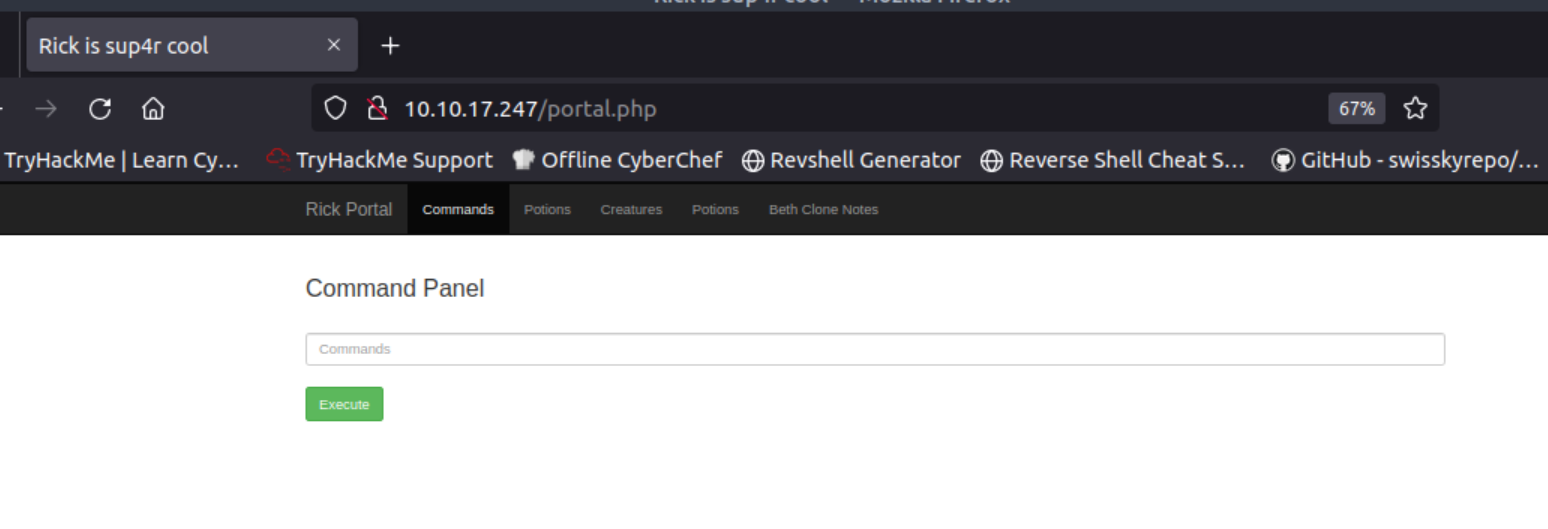 Rick is sup4r cool
10.10.17.247/portal.php 67%
TryHackMe | Learn Cy… TryHackMe Support Offline CyberChef Revshell Generator Reverse Shell Cheat S… GitHub - swisskyrepo/…
Rick Portal Commands Potions Creatures Potions Beth Clone Notes
Command Panel
Commands
Execute